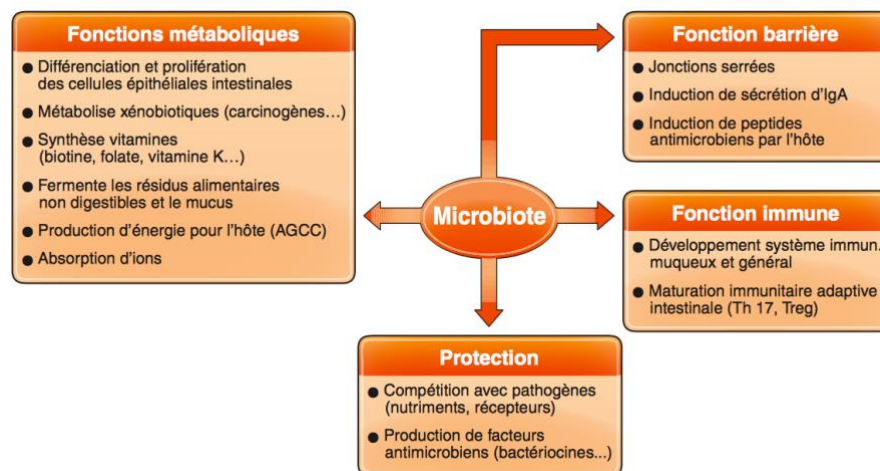 Fonctions métaboliques
● Différenciation et prolifération
des cellules épithéliales intestinales
● Métabolise xénobiotiques (carcinogènes…)
● Synthèse vitamines
(biotine, folate, vitamine K…)
● Fermente les résidus alimentaires
non digestibles et le mucus
● Production d'énergie pour l'hôte (AGCC)
● Absorption d'ions
Microbiote
Fonction barrière
● Jonctions serrées
● Induction de sécrétion d'IgA
● Induction de peptides
antimicrobiens par l'hôte
Fonction immune
● Développement système immun.
muqueux et général
● Maturation immunitaire adaptive
intestinale (Th 17, Treg)
Protection
● Compétition avec pathogènes
(nutriments, récepteurs)
● Production de facteurs
antimicrobiens (bactériocines...)